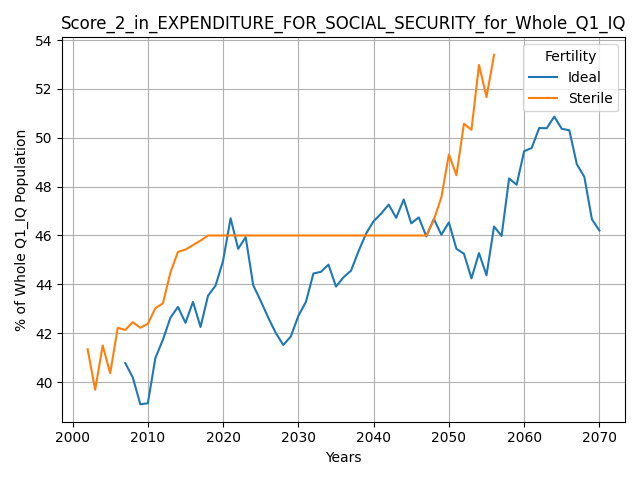 Score_2_in_EXPENDITURE_FOR_SOCIAL_SECURITY_for_Whole_Q1_IQ
Fertility
Ideal
Sterile
% of Whole Q1_IQ Population
54
52
50
48
46
44
42
40
2000 2010 2020 2030 2040 2050 2060 2070
Years